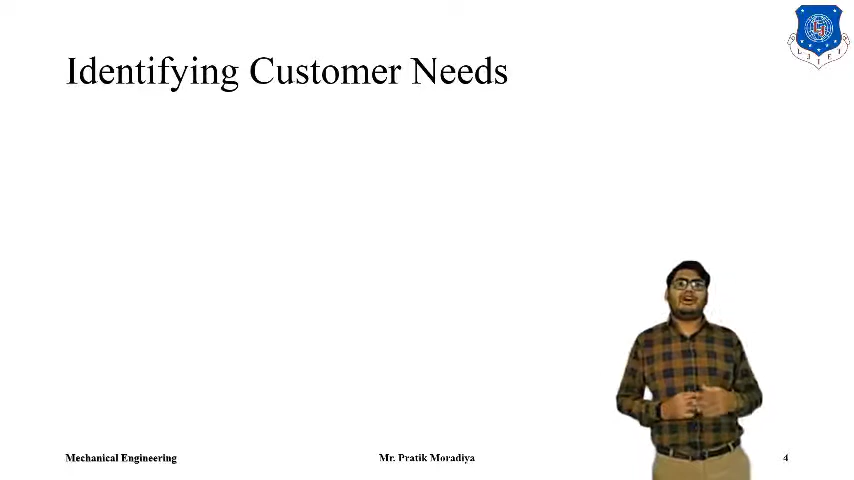 Identifying Customer Needs
L J I E T
Mechanical Engineering
Mr. Pratik Moradiya
4